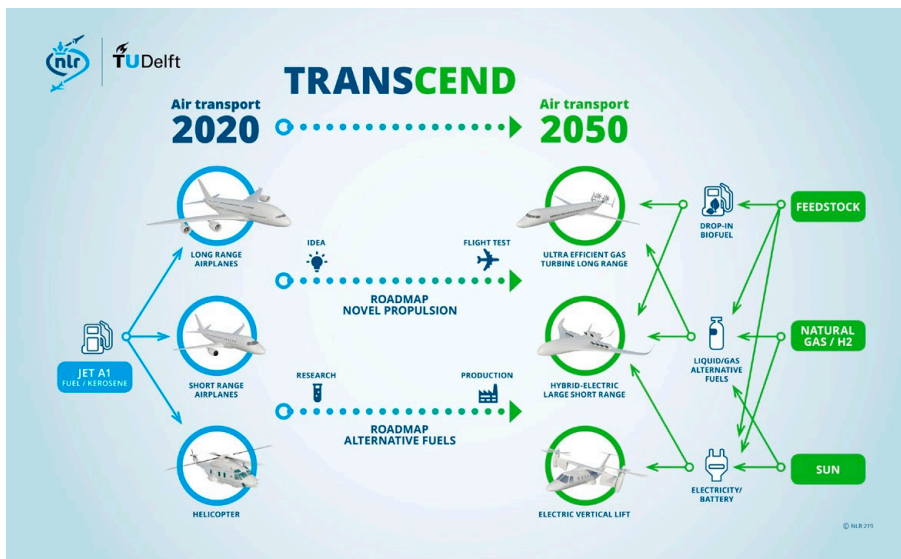 nlr
TUDelft
TRANSCEND
Air transport
2020
Air transport
2050
LONG RANGE
AIRPLANES
IDEA
FLIGHT TEST
ROADMAP
NOVEL PROPULSION
ULTRA EFFICIENT GAS
TURBINE LONG RANGE
DROP-IN
BIOFUEL
FEEDSTOCK
JET A1
FUEL / KEROSENE
SHORT RANGE
AIRPLANES
RESEARCH
PRODUCTION
ROADMAP
ALTERNATIVE FUELS
HYBRID-ELECTRIC
LARGE SHORT RANGE
LIQUID/GAS
ALTERNATIVE
FUELS
NATURAL
GAS / H2
HELICOPTER
ELECTRIC VERTICAL LIFT
ELECTRICITY/
BATTERY
SUN
© NLR 219